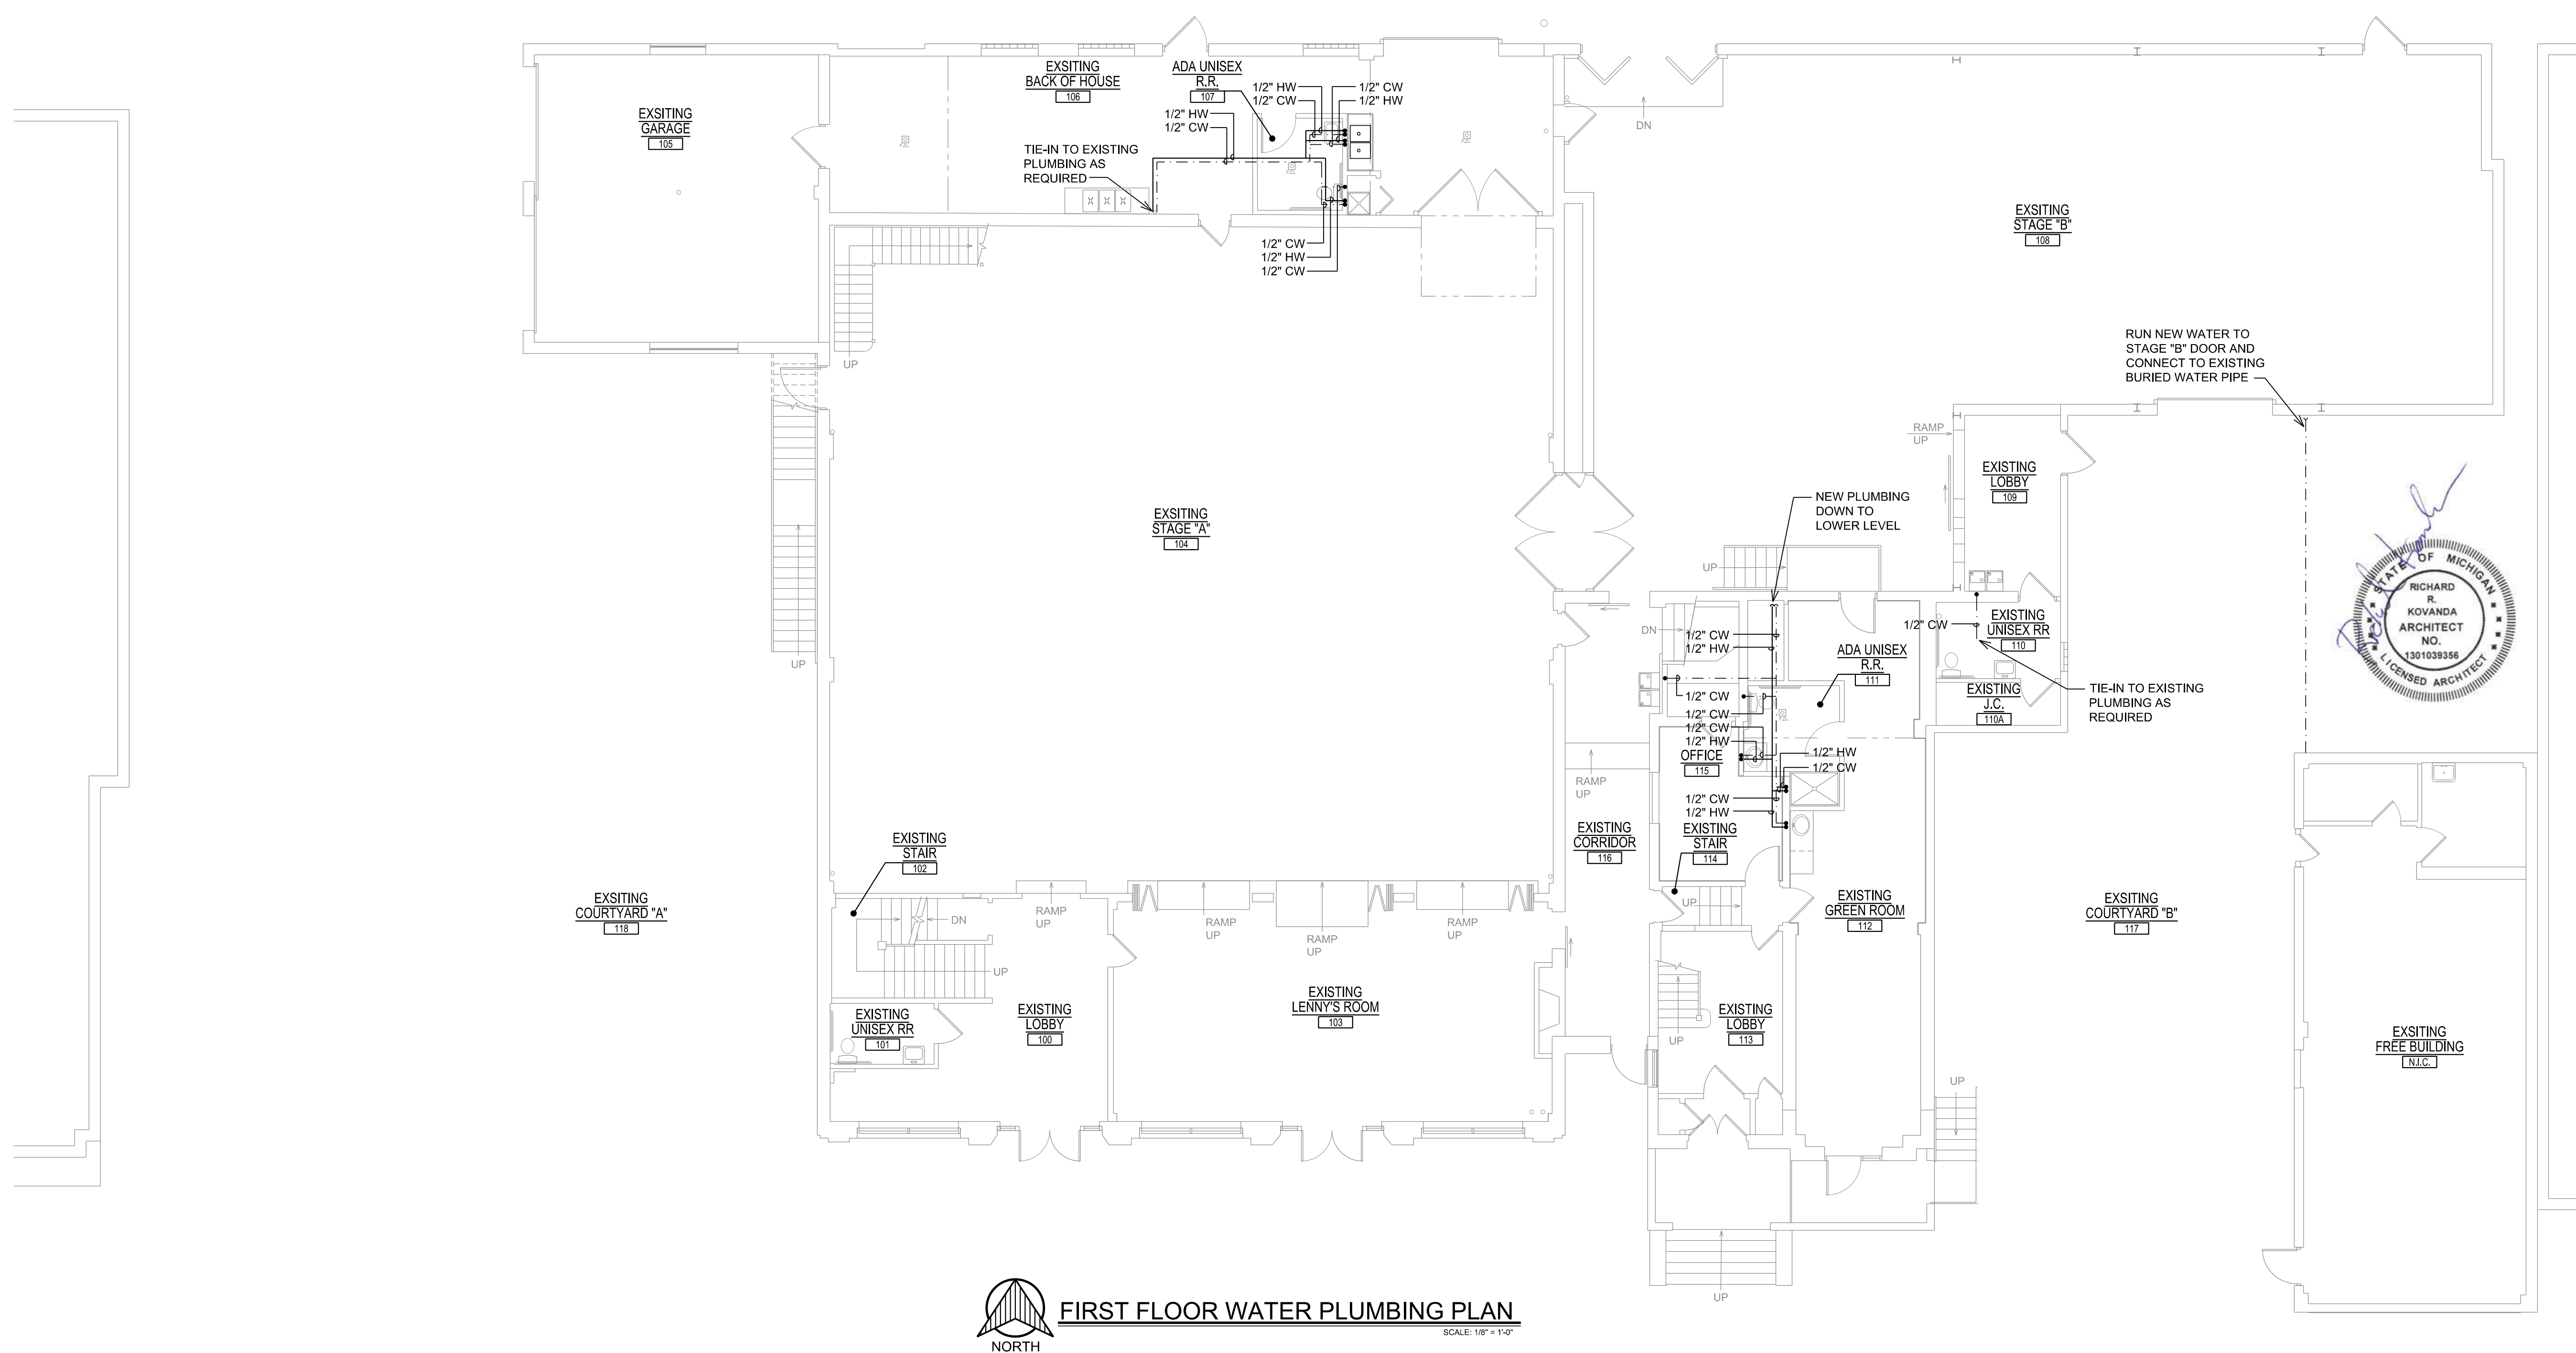 EXSITING
BACK OF HOUSE
106
ADA UNISEX
R.R.
107
1/2" HW
1/2" CW
1/2" CW
1/2" HW
1/2" HW
1/2" CW
EXSITING
GARAGE
105
TIE-IN TO EXISTING
PLUMBING AS
REQUIRED
1/2" CW
1/2" HW
1/2" CW
DN
EXSITING
STAGE "B"
108
UP
RUN NEW WATER TO
STAGE "B" DOOR AND
CONNECT TO EXISTING
BURIED WATER PIPE
RAMP
UP
EXISTING
LOBBY
109
NEW PLUMBING
DOWN TO
LOWER LEVEL
EXSITING
STAGE "A"
104
UP
UP
DN
1/2" CW
1/2" HW
ADA UNISEX
R.R.
111
1/2" CW
EXISTING
UNISEX RR
110
STATE OF MICHIGAN
RICHARD
R.
KOVANDA
ARCHITECT
NO.
1301039356
LICENSED ARCHITECT
EXISTING
J.C.
110A
TIE-IN TO EXISTING
PLUMBING AS
REQUIRED
1/2" CW
1/2" CW
1/2" CW
1/2" HW
OFFICE
115
1/2" HW
1/2" CW
1/2" CW
1/2" HW
RAMP
UP
EXISTING
CORRIDOR
116
EXISTING
STAIR
114
EXISTING
STAIR
102
EXSITING
COURTYARD "A"
118
DN
UP
RAMP
UP
RAMP
UP
RAMP
UP
RAMP
UP
UP
EXISTING
GREEN ROOM
112
EXSITING
COURTYARD "B"
117
EXISTING
UNISEX RR
101
EXISTING
LOBBY
100
EXISTING
LENNY'S ROOM
103
UP
EXISTING
LOBBY
113
EXSITING
FREE BUILDING
N.I.C.
UP
UP
NORTH
FIRST FLOOR WATER PLUMBING PLAN
SCALE: 1/8" = 1'-0"